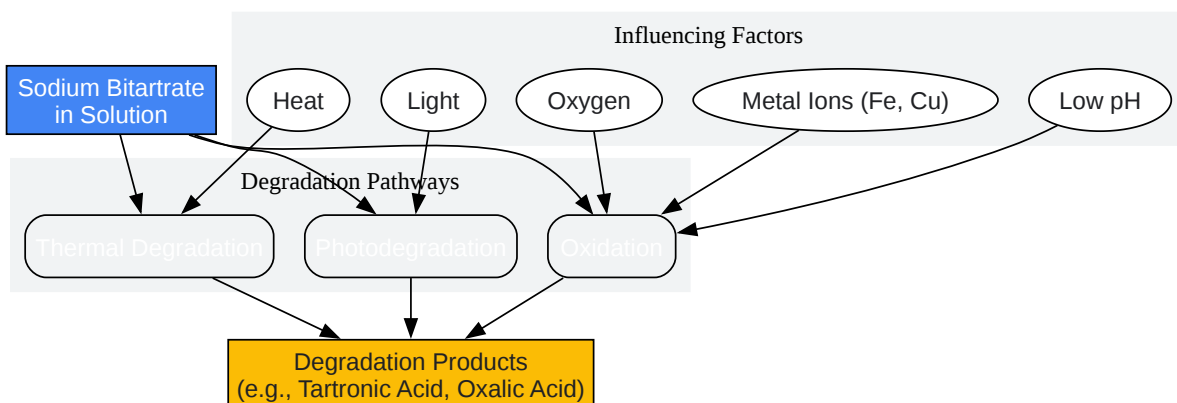 Influencing Factors
Sodium Bitartrate
in Solution
Heat
Light
Oxygen
Metal Ions (Fe, Cu)
Low pH
Degradation Pathways
Thermal Degradation
Photodegradation
Oxidation
Degradation Products
(e.g., Tartronic Acid, Oxalic Acid)